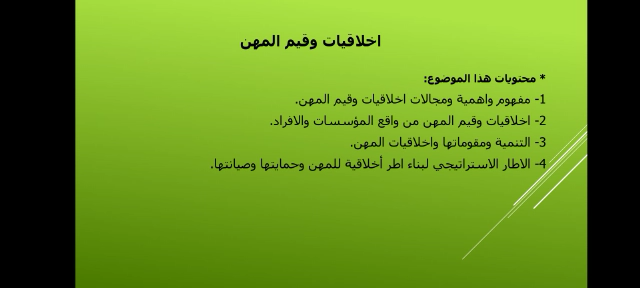 اخلاقيات وقيم المهن
* محتويات هذا الموضوع:
1- مفهوم واهمية ومجالات اخلاقيات وقيم المهن.
2- اخلاقيات وقيم المهن من واقع المؤسسات والافراد.
3- التنمية ومقوماتها واخلاقيات المهن.
4- الاطار الاستراتيجي لبناء اطر أخلاقية للمهن وحمايتها وصيانتها.